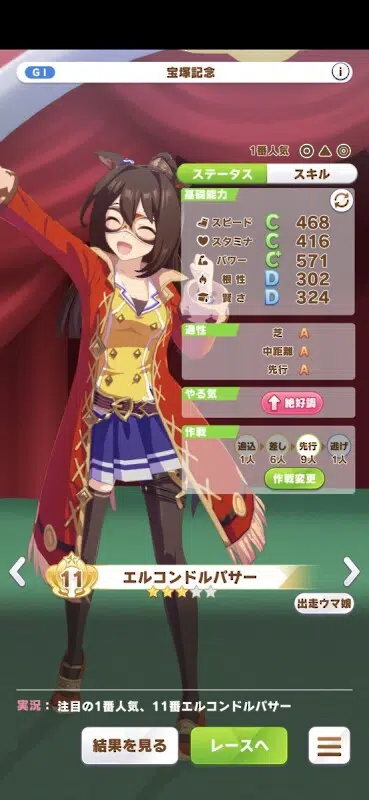 GI 宝塚記念 i
1番人気 ◎ △ ◎
ステータス スキル
基礎能力
スピード C 468
スタミナ C 416
パワー C+ 571
根性 D 302
賢さ D 324
適性
芝 A
中距離 A
先行 A
やる気
絶好調
作戦
追込 差し 先行 逃げ
1人 6人 9人 1人
作戦変更
11 エルコンドルパサー
出走ウマ娘
実況：注目の1番人気、11番エルコンドルパサー
結果を見る レースへ